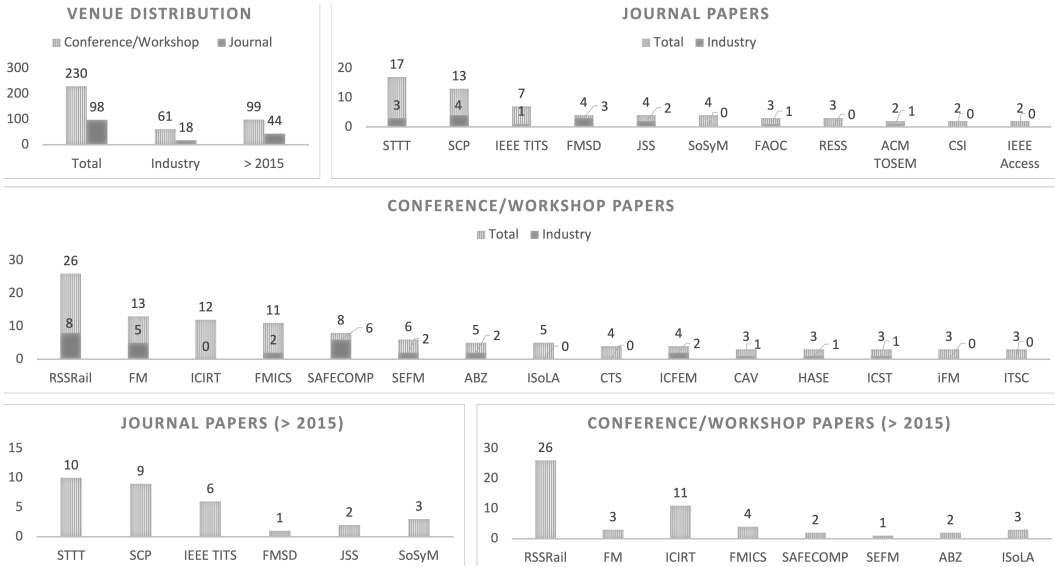 VENUE DISTRIBUTION
Conference/Workshop Journal
300
200
100
0
230 98 61 18 99 44
Total Industry > 2015
JOURNAL PAPERS
Total Industry
20
10
0
17 13 7 4 4 4 3 3 2 2 2
3 4 1 3 2 0 1 0 1 0 0
STTT SCP IEEE TITS FMSD JSS SoSyM FAOC RESS ACM CSI IEEE
TOSEM Access
CONFERENCE/WORKSHOP PAPERS
Total Industry
30
20
10
0
26 13 12 11 8 6 5 5 4 4 3 3 3 3 3
8 5 0 2 6 2 2 0 0 2 1 1 1 0 0
RSSRail FM ICIRT FMICS SAFECOMP SEFM ABZ ISoLA CTS ICFEM CAV HASE ICST iFM ITSC
JOURNAL PAPERS (> 2015)
15
10
5
0
10 9 6 1 2 3
STTT SCP IEEE TITS FMSD JSS SoSyM
CONFERENCE/WORKSHOP PAPERS (> 2015)
30
20
10
0
26 3 11 4 2 1 2 3
RSSRail FM ICIRT FMICS SAFECOMP SEFM ABZ ISoLA